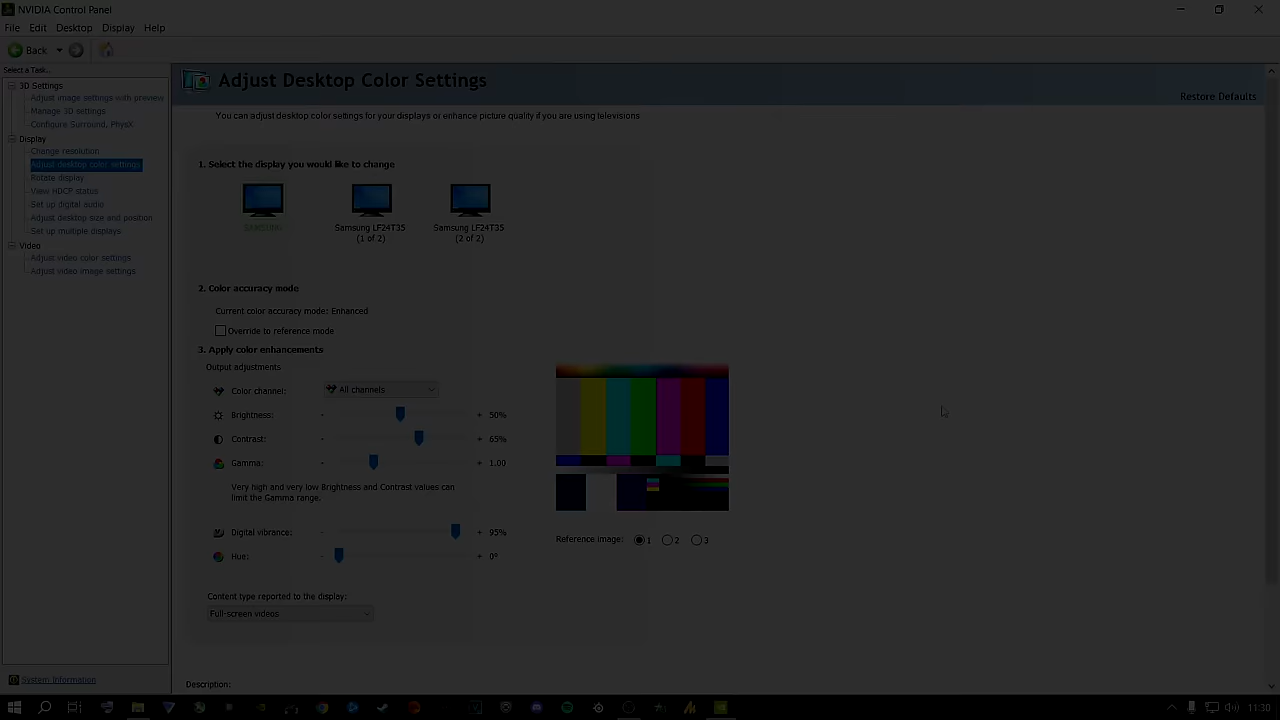 NVIDIA Control Panel
File Edit Desktop Display Help
Back
Select a Task...
3D Settings
Adjust image settings with preview
Manage 3D settings
Configure Surround, PhysX
Display
Change resolution
Adjust desktop color settings
Rotate display
View HDCP status
Set up digital audio
Adjust desktop size and position
Set up multiple displays
Video
Adjust video color settings
Adjust video image settings
System Information
Adjust Desktop Color Settings
Restore Defaults
You can adjust desktop color settings for your displays or enhance picture quality if you are using televisions
1. Select the display you would like to change
SAMSUNG
Samsung LF24T35
(1 of 2)
Samsung LF24T35
(2 of 2)
2. Color accuracy mode
Current color accuracy mode: Enhanced
Override to reference mode
3. Apply color enhancements
Output adjustments
Color channel: All channels
Brightness: - + 50%
Contrast: - + 65%
Gamma: - + 1.00
Very high and very low Brightness and Contrast values can
limit the Gamma range.
Digital vibrance: - + 95%
Hue: - + 0°
Reference image: 1 2 3
Content type reported to the display:
Full-screen videos
Description:
11:30